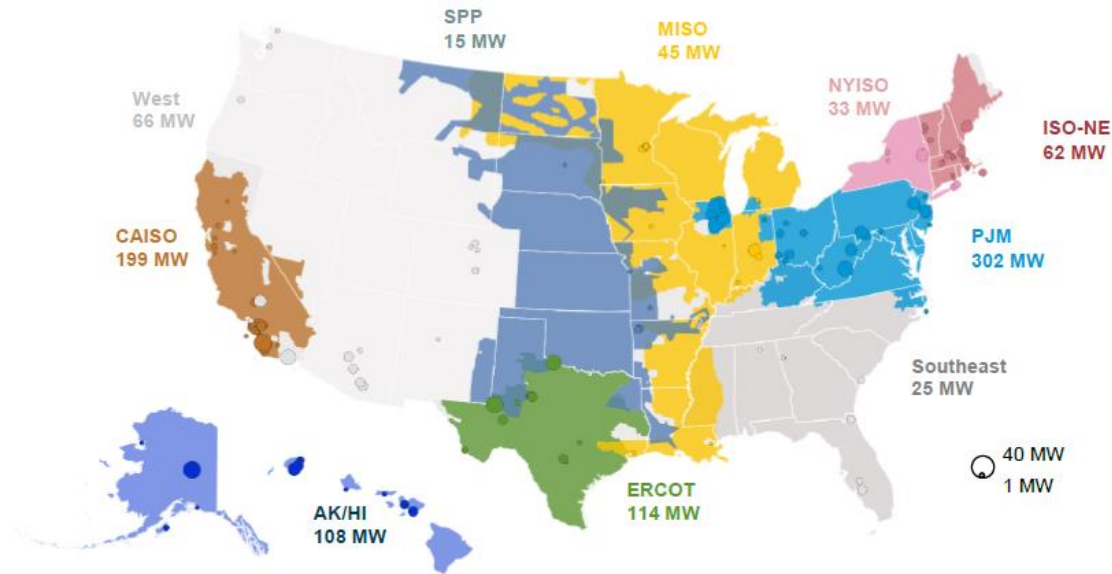 SPP
15 MW
MISO
45 MW
NYISO
33 MW
West
66 MW
ISO-NE
62 MW
CAISO
199 MW
PJM
302 MW
Southeast
25 MW
40 MW
1 MW
ERCOT
114 MW
AK/HI
108 MW